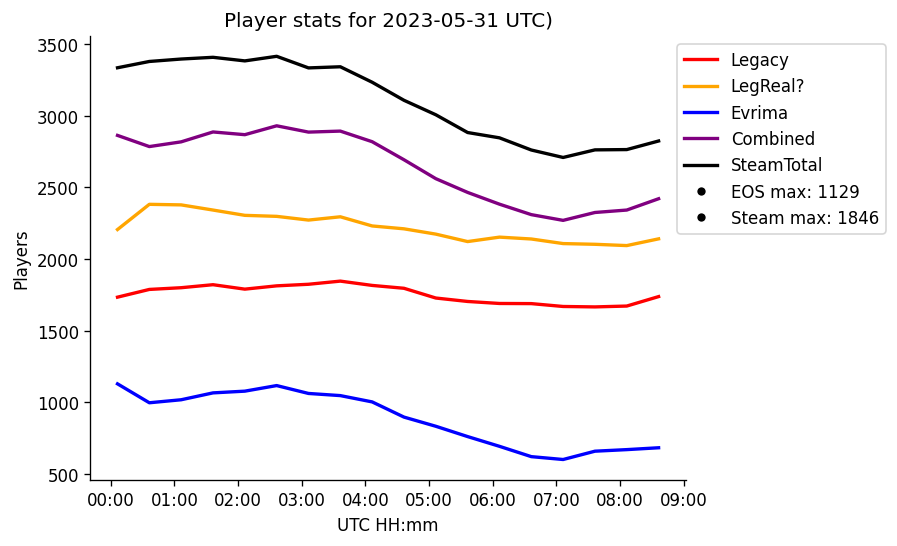 Player stats for 2023-05-31 UTC)
3500
3000
2500
2000
1500
1000
500
Players
00:00 01:00 02:00 03:00 04:00 05:00 06:00 07:00 08:00 09:00
UTC HH:mm
Legacy
LegReal?
Evrima
Combined
SteamTotal
EOS max: 1129
Steam max: 1846